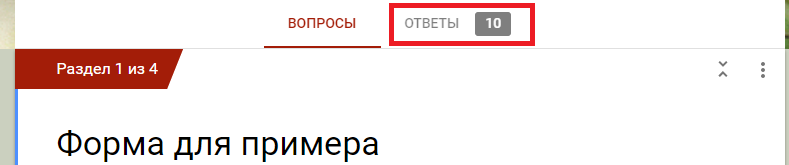 ВОПРОСЫ ОТВЕТЫ 10
Раздел 1 из 4
Форма для примера